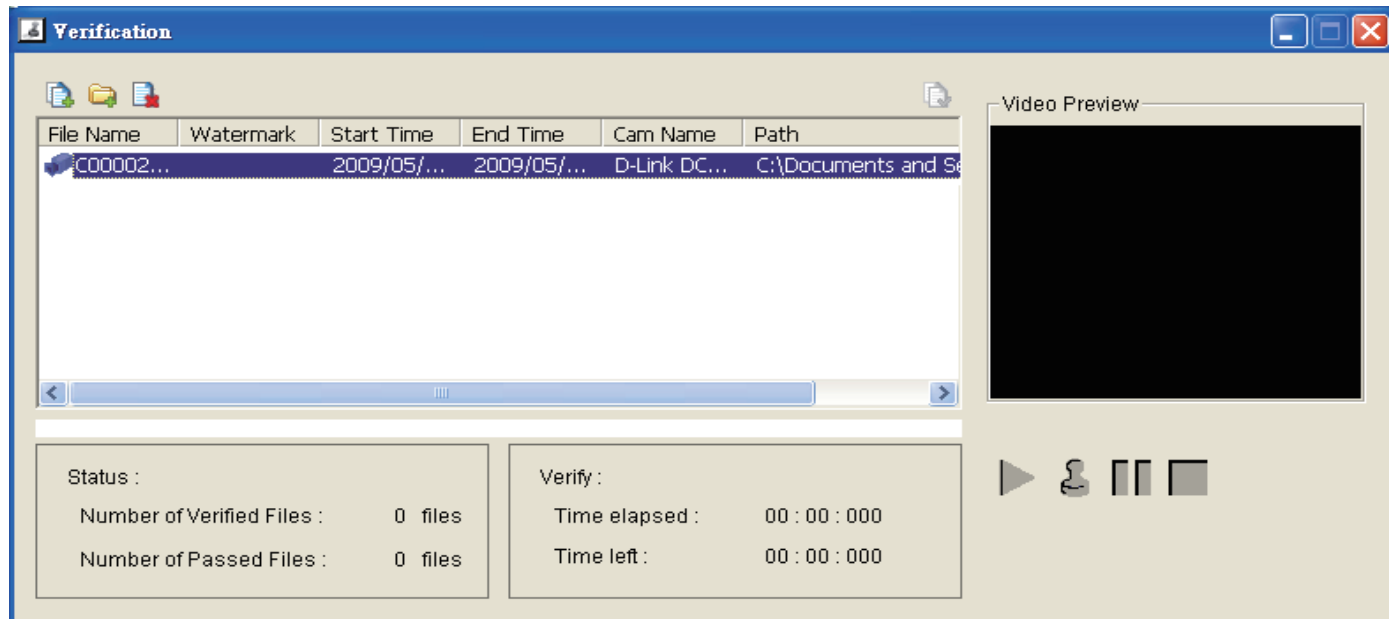 Verification
Video Preview
File Name Watermark Start Time End Time Cam Name Path
C00002... 2009/05/... 2009/05/... D-Link DC... C:\Documents and Se
Status :
Number of Verified Files : 0 files
Number of Passed Files : 0 files
Verify :
Time elapsed : 00 : 00 : 000
Time left : 00 : 00 : 000